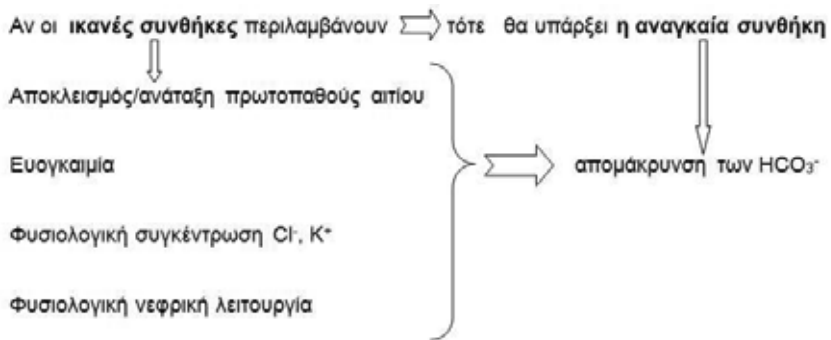 Αν οι ικανές συνθήκες περιλαμβάνουν τότε θα υπάρξει η αναγκαία συνθήκη
Αποκλεισμός/ανάταξη πρωτοπαθούς αιτίου
Ευογκαιμία
απομάκρυνση των HCO₃⁻
Φυσιολογική συγκέντρωση Cl⁻, K⁺
Φυσιολογική νεφρική λειτουργία